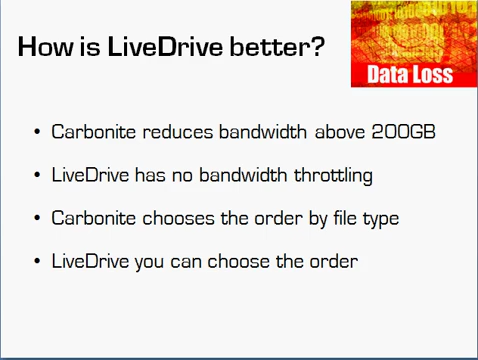 How is LiveDrive better?
Data Loss
• Carbonite reduces bandwidth above 200GB
• LiveDrive has no bandwidth throttling
• Carbonite chooses the order by file type
• LiveDrive you can choose the order